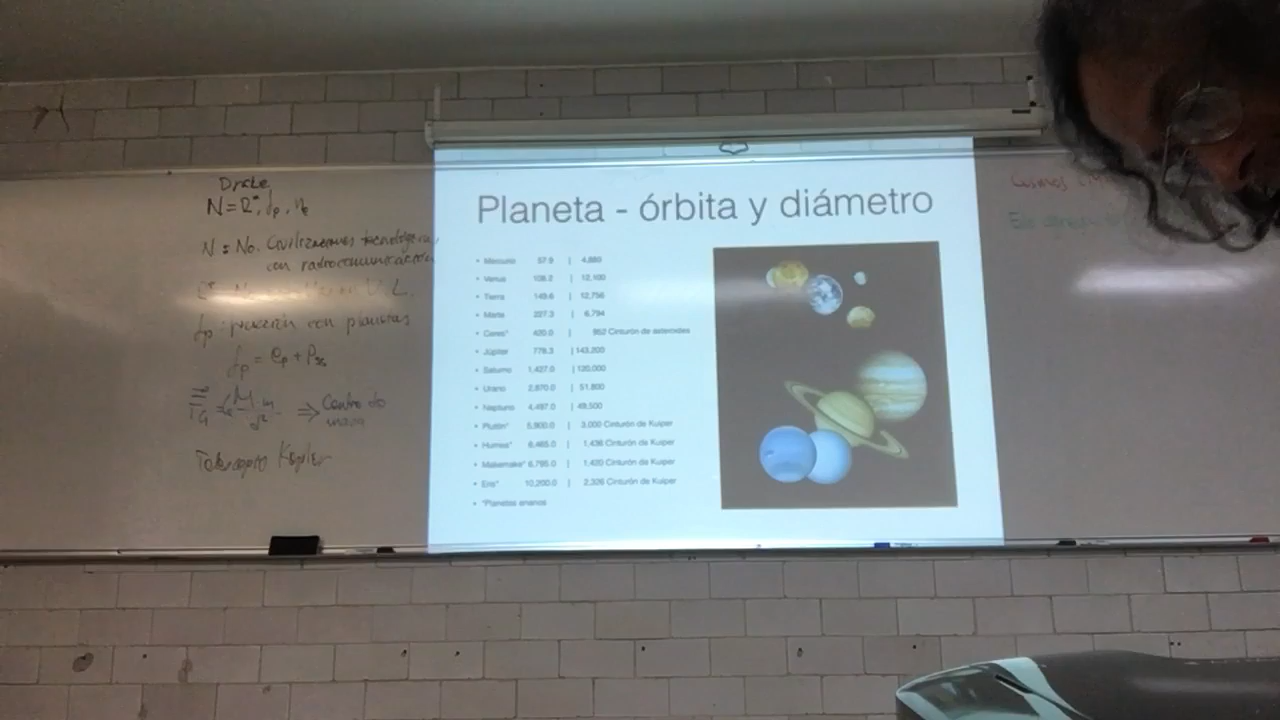 Drake
N = R*. fp . ne
N = No. Civilizaciones tecnológicas
con radiocomunicación
fp : con planetas
fp = ep + p
⇒ Centro de
masa
Telescopio Kepler
Planeta - órbita y diámetro
• Mercurio 57.9 | 4,880
• Venus 108.2 | 12,100
• Tierra 149.6 | 12,756
• Marte 227.3 | 6,794
• Ceres* 420.0 | 952 Cinturón de asteroides
• Júpiter 778.3 | 143,200
• Saturno 1,427.0 | 120,000
• Urano 2,870.0 | 51,800
• Neptuno 4,497.0 | 49,500
• Plutón* 5,900.0 | 3,000 Cinturón de Kuiper
• Humea* 6,465.0 | 1,436 Cinturón de Kuiper
• Makemake* 6,795.0 | 1,420 Cinturón de Kuiper
• Eris* 10,200.0 | 2,326 Cinturón de Kuiper
• *Planetas enanos